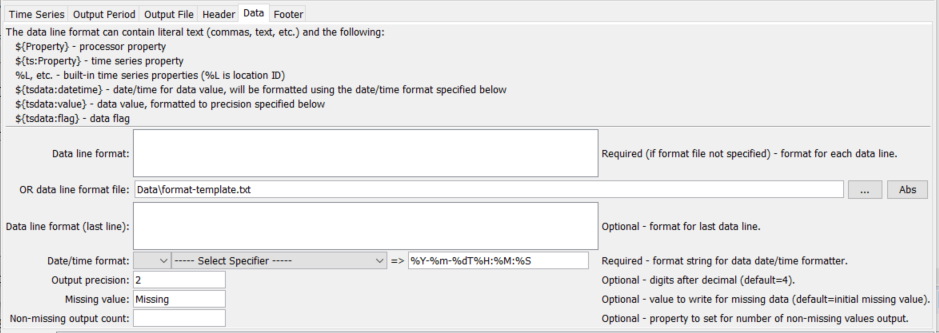 Time Series Output Period Output File Header Data Footer
The data line format can contain literal text (commas, text, etc.) and the following:
${Property} - processor property
${ts:Property} - time series property
%L, etc. - built-in time series properties (%L is location ID)
${tsdata:datetime} - date/time for data value, will be formatted using the date/time format specified below
${tsdata:value} - data value, formatted to precision specified below
${tsdata:flag} - data flag
Data line format: Required (if format file not specified) - format for each data line.
OR data line format file: Data\format-template.txt ... Abs
Data line format (last line): Optional - format for last data line.
Date/time format: ----- Select Specifier ----- => %Y-%m-%dT%H:%M:%S Required - format string for data date/time formatter.
Output precision: 2 Optional - digits after decimal (default=4).
Missing value: Missing Optional - value to write for missing data (default=initial missing value).
Non-missing output count: Optional - property to set for number of non-missing values output.